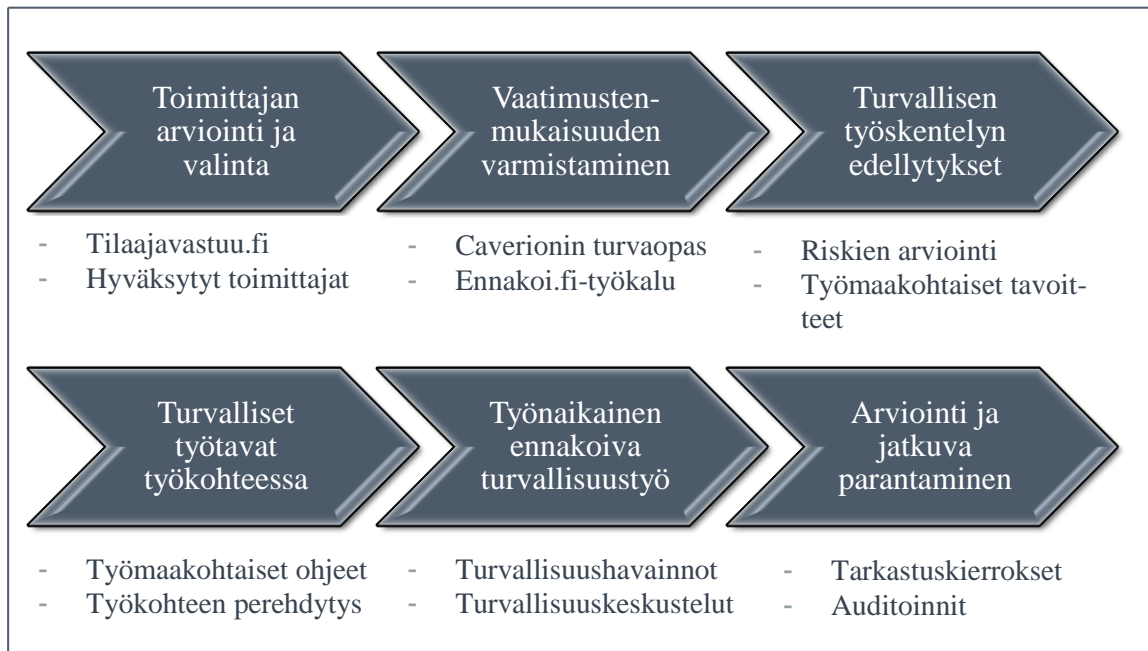 Toimittajan
arviointi ja
valinta
Vaatimusten-
mukaisuuden
varmistaminen
Turvallisen
työskentelyn
edellytykset
- Tilaajavastuu.fi
- Hyväksytyt toimittajat
- Caverionin turvaopas
- Ennakoi.fi-työkalu
- Riskien arviointi
- Työmaakohtaiset tavoit-
teet
Turvalliset
työtavat
työkohteessa
Työnaikainen
ennakoiva
turvallisuustyö
Arviointi ja
jatkuva
parantaminen
- Työmaakohtaiset ohjeet
- Työkohteen perehdytys
- Turvallisuushavainnot
- Turvallisuuskeskustelut
- Tarkastuskierrokset
- Auditoinnit